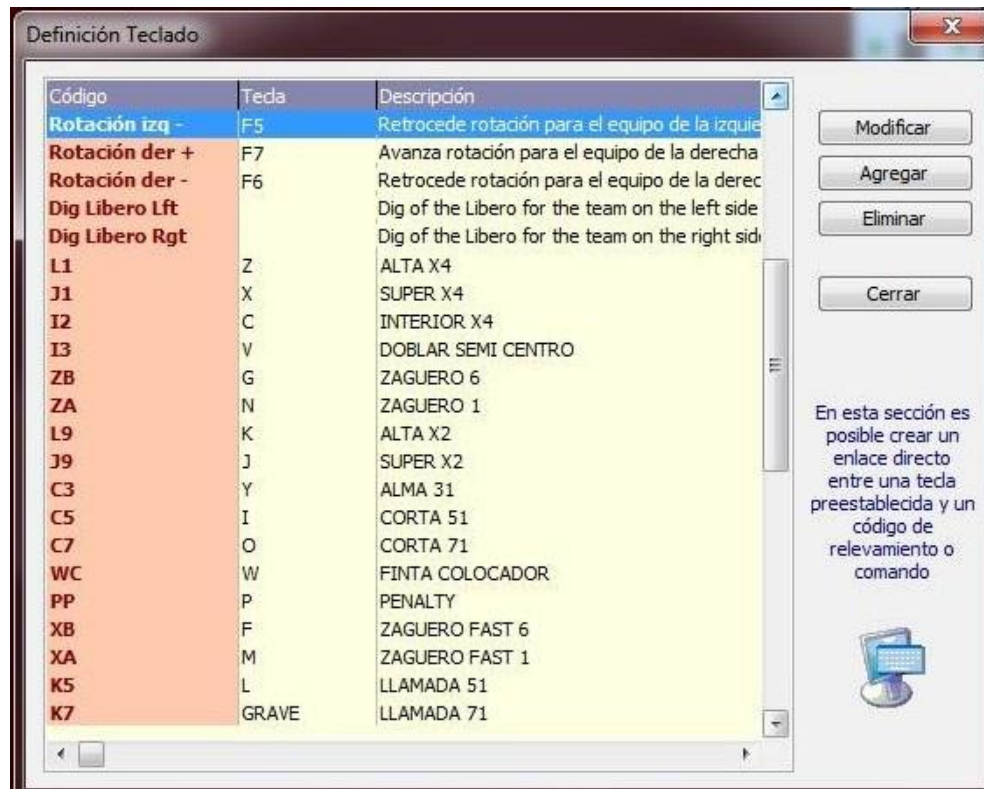 Definición Teclado
Código Tecla Descripción
Rotación izq - F5 Retrocede rotación para el equipo de la izquie
Rotación der + F7 Avanza rotación para el equipo de la derecha
Rotación der - F6 Retrocede rotación para el equipo de la derec
Dig Libero Lft Dig of the Libero for the team on the left side
Dig Libero Rgt Dig of the Libero for the team on the right sid
L1 Z ALTA X4
J1 X SUPER X4
I2 C INTERIOR X4
I3 V DOBLAR SEMI CENTRO
ZB G ZAGUERO 6
ZA N ZAGUERO 1
L9 K ALTA X2
J9 J SUPER X2
C3 Y ALMA 31
C5 I CORTA 51
C7 O CORTA 71
WC W FINTA COLOCADOR
PP P PENALTY
XB F ZAGUERO FAST 6
XA M ZAGUERO FAST 1
K5 L LLAMADA 51
K7 GRAVE LLAMADA 71
Modificar
Agregar
Eliminar
Cerrar
En esta sección es
posible crear un
enlace directo
entre una tecla
preestablecida y un
código de
relevamiento o
comando